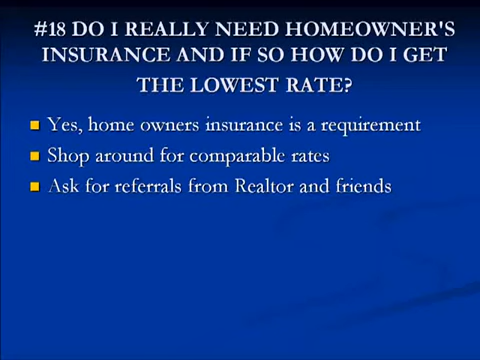 #18 DO I REALLY NEED HOMEOWNER'S
INSURANCE AND IF SO HOW DO I GET
THE LOWEST RATE?
Yes, home owners insurance is a requirement
Shop around for comparable rates
Ask for referrals from Realtor and friends